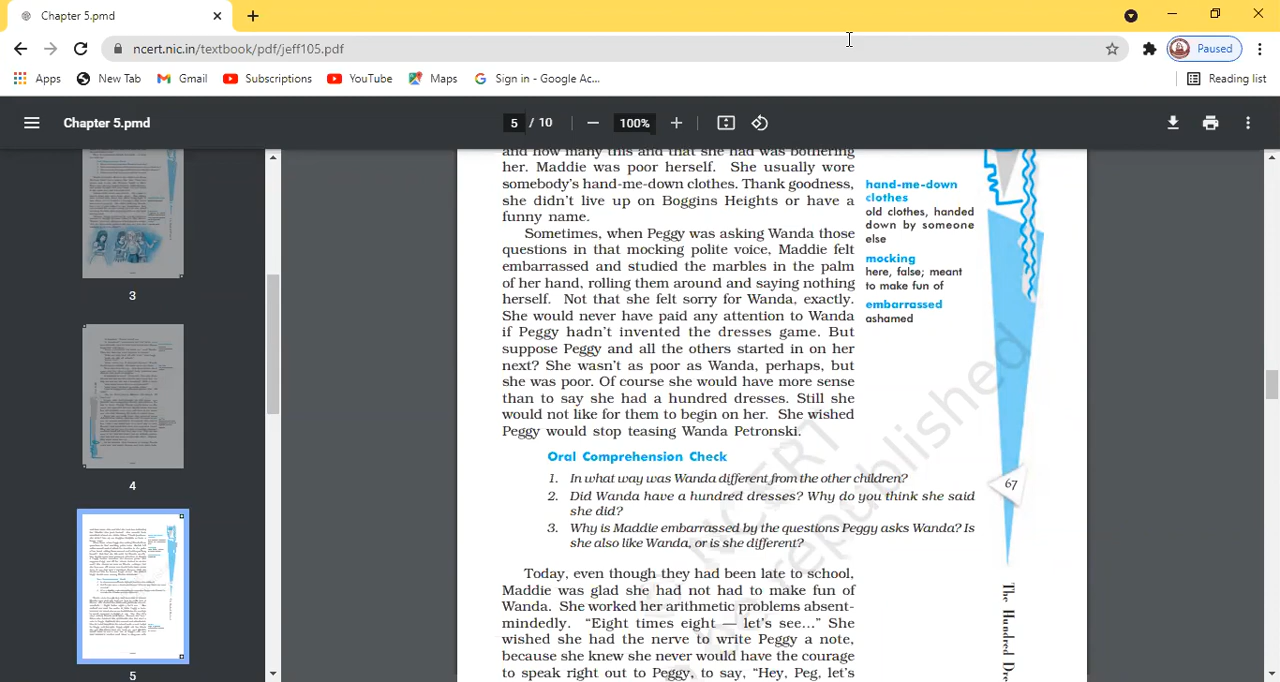 Chapter 5.pmd
ncert.nic.in/textbook/pdf/jeff105.pdf
Paused
Apps
New Tab
Gmail
Subscriptions
YouTube
Maps
Sign in - Google Ac...
Reading list
Chapter 5.pmd
5 / 10
100%
3
4
5
her. Maddie was poor herself. She usually wore
somebody's hand-me-down clothes. Thank goodness,
she didn't live up on Boggins Heights or have a
funny name.
Sometimes, when Peggy was asking Wanda those
questions in that mocking polite voice, Maddie felt
embarrassed and studied the marbles in the palm
of her hand, rolling them around and saying nothing
herself. Not that she felt sorry for Wanda, exactly.
She would never have paid any attention to Wanda
if Peggy hadn't invented the dresses game. But
suppose Peggy and all the others started in on her
next? She wasn't as poor as Wanda, perhaps, but
she was poor. Of course she would have more sense
than to say she had a hundred dresses. Still she
would not like for them to begin on her. She wished
Peggy would stop teasing Wanda Petronski.
hand-me-down
clothes
old clothes, handed
down by someone
else
mocking
here, false; meant
to make fun of
embarrassed
ashamed
Oral Comprehension Check
1. In what way was Wanda different from the other children?
2. Did Wanda have a hundred dresses? Why do you think she said
she did?
3. Why is Maddie embarrassed by the questions Peggy asks Wanda? Is
she also like Wanda, or is she different?
67
Today, even though they had been late to school,
Maddie was glad she had not had to make fun of
Wanda. She worked her arithmetic problems absent-
mindedly. “Eight times eight — let's see...” She
wished she had the nerve to write Peggy a note,
because she knew she never would have the courage
to speak right out to Peggy, to say, “Hey, Peg, let's
The Hundred